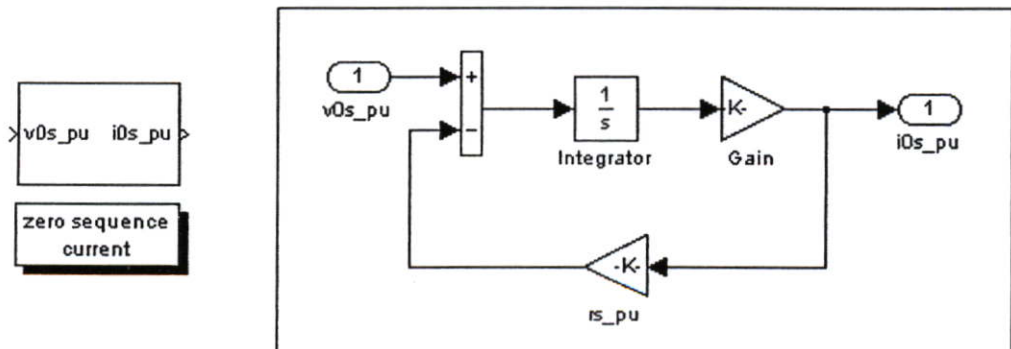 v0s_pu i0s_pu
zero sequence
current
1
v0s_pu
+
−
1
s
Integrator
-K-
Gain
1
i0s_pu
-K-
rs_pu